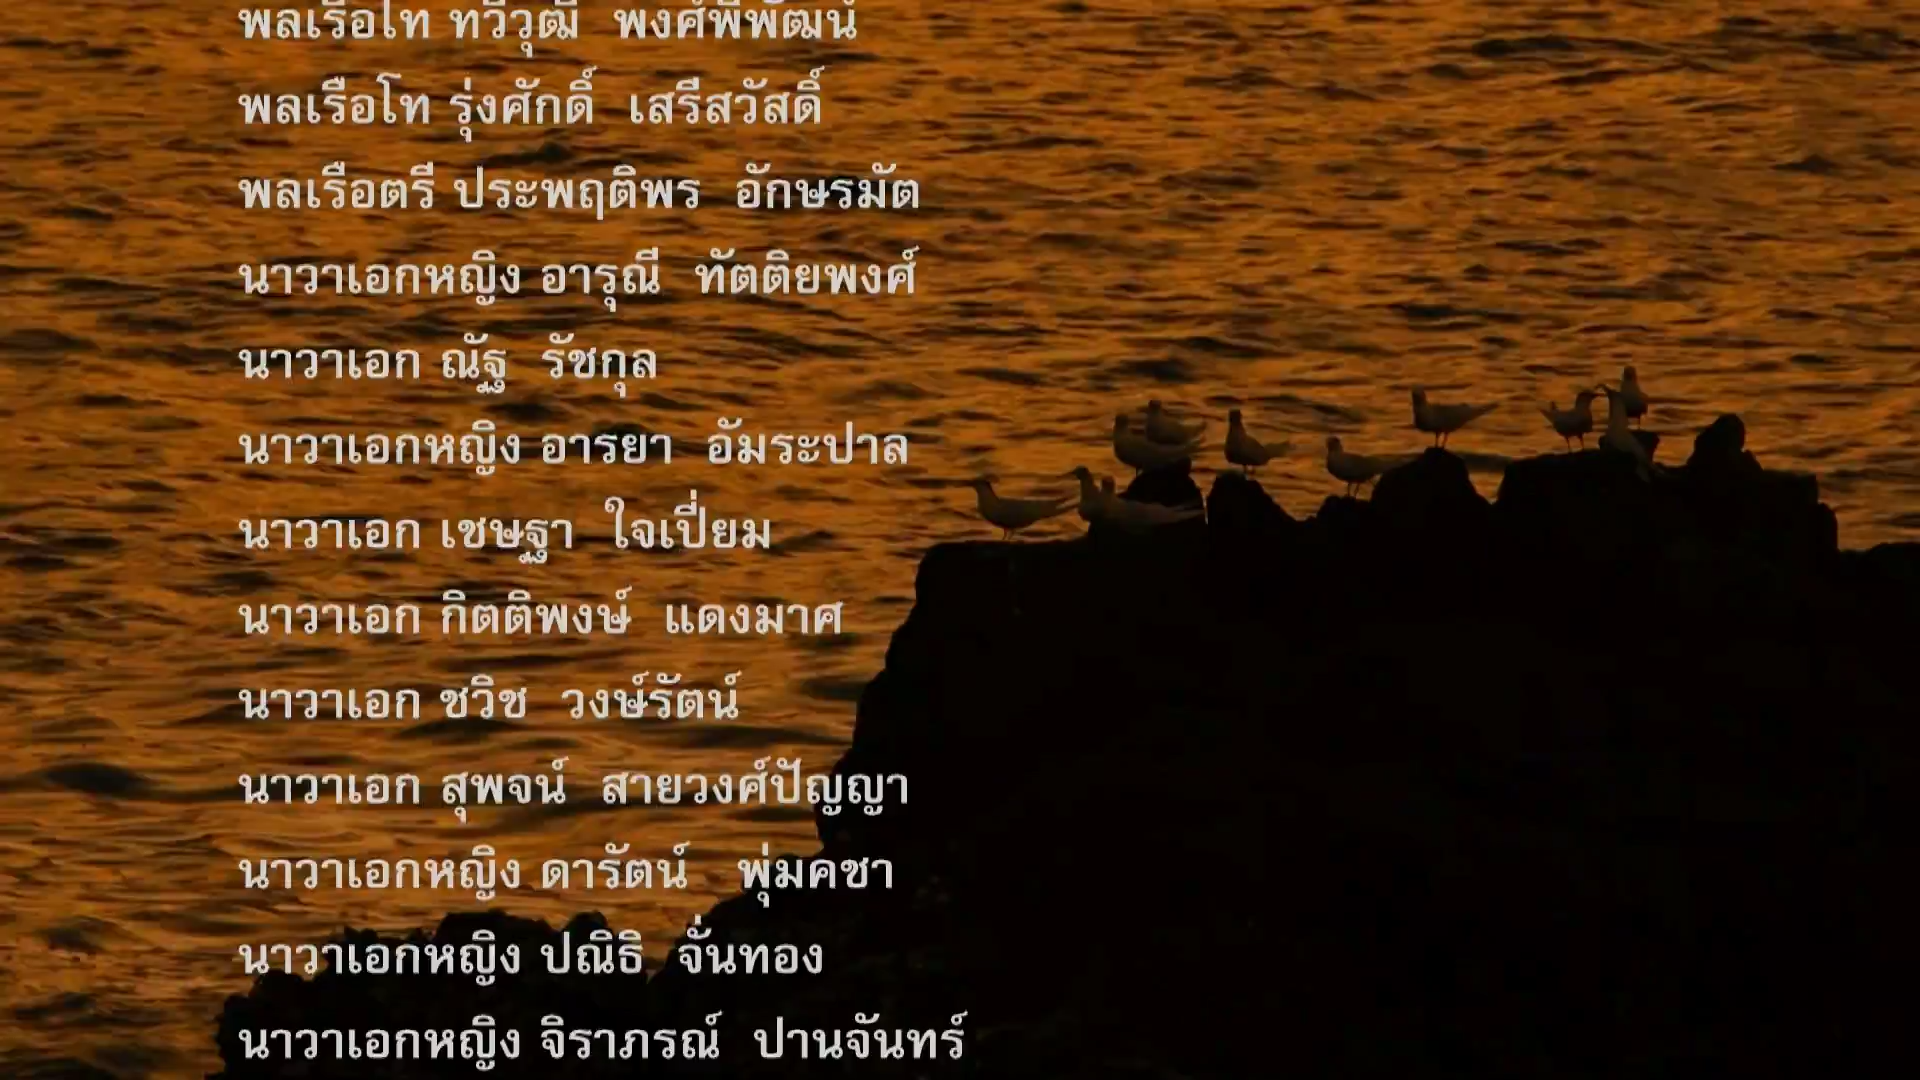 พลเรือโท ทวีวุฒิ พงศ์พิพัฒน์
พลเรือโท รุ่งศักดิ์ เสรีสวัสดิ์
พลเรือตรี ประพฤติพร อักษรมัต
นาวาเอกหญิง อารุณี ทัตติยพงศ์
นาวาเอก ณัฐ รัชกุล
นาวาเอกหญิง อารยา อัมระปาล
นาวาเอก เชษฐา ใจเปี่ยม
นาวาเอก กิตติพงษ์ แดงมาศ
นาวาเอก ชวิช วงษ์รัตน์
นาวาเอก สุพจน์ สายวงศ์ปัญญา
นาวาเอกหญิง ดารัตน์ พุ่มคชา
นาวาเอกหญิง ปณิธิ จั่นทอง
นาวาเอกหญิง จิราภรณ์ ปานจันทร์